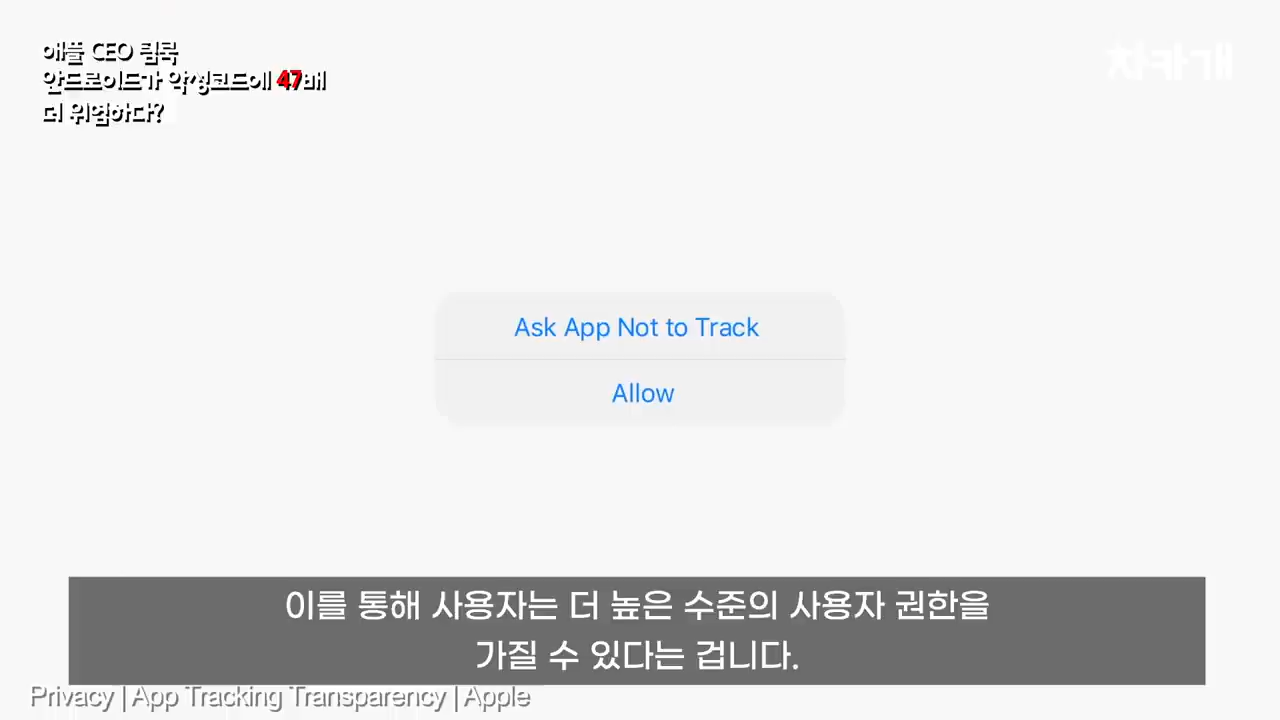 애플 CEO 팀쿡
안드로이드가 악성코드에 47배
더 위험하다?
차카게
Ask App Not to Track
Allow
이를 통해 사용자는 더 높은 수준의 사용자 권한을
가질 수 있다는 겁니다.
Privacy | App Tracking Transparency | Apple